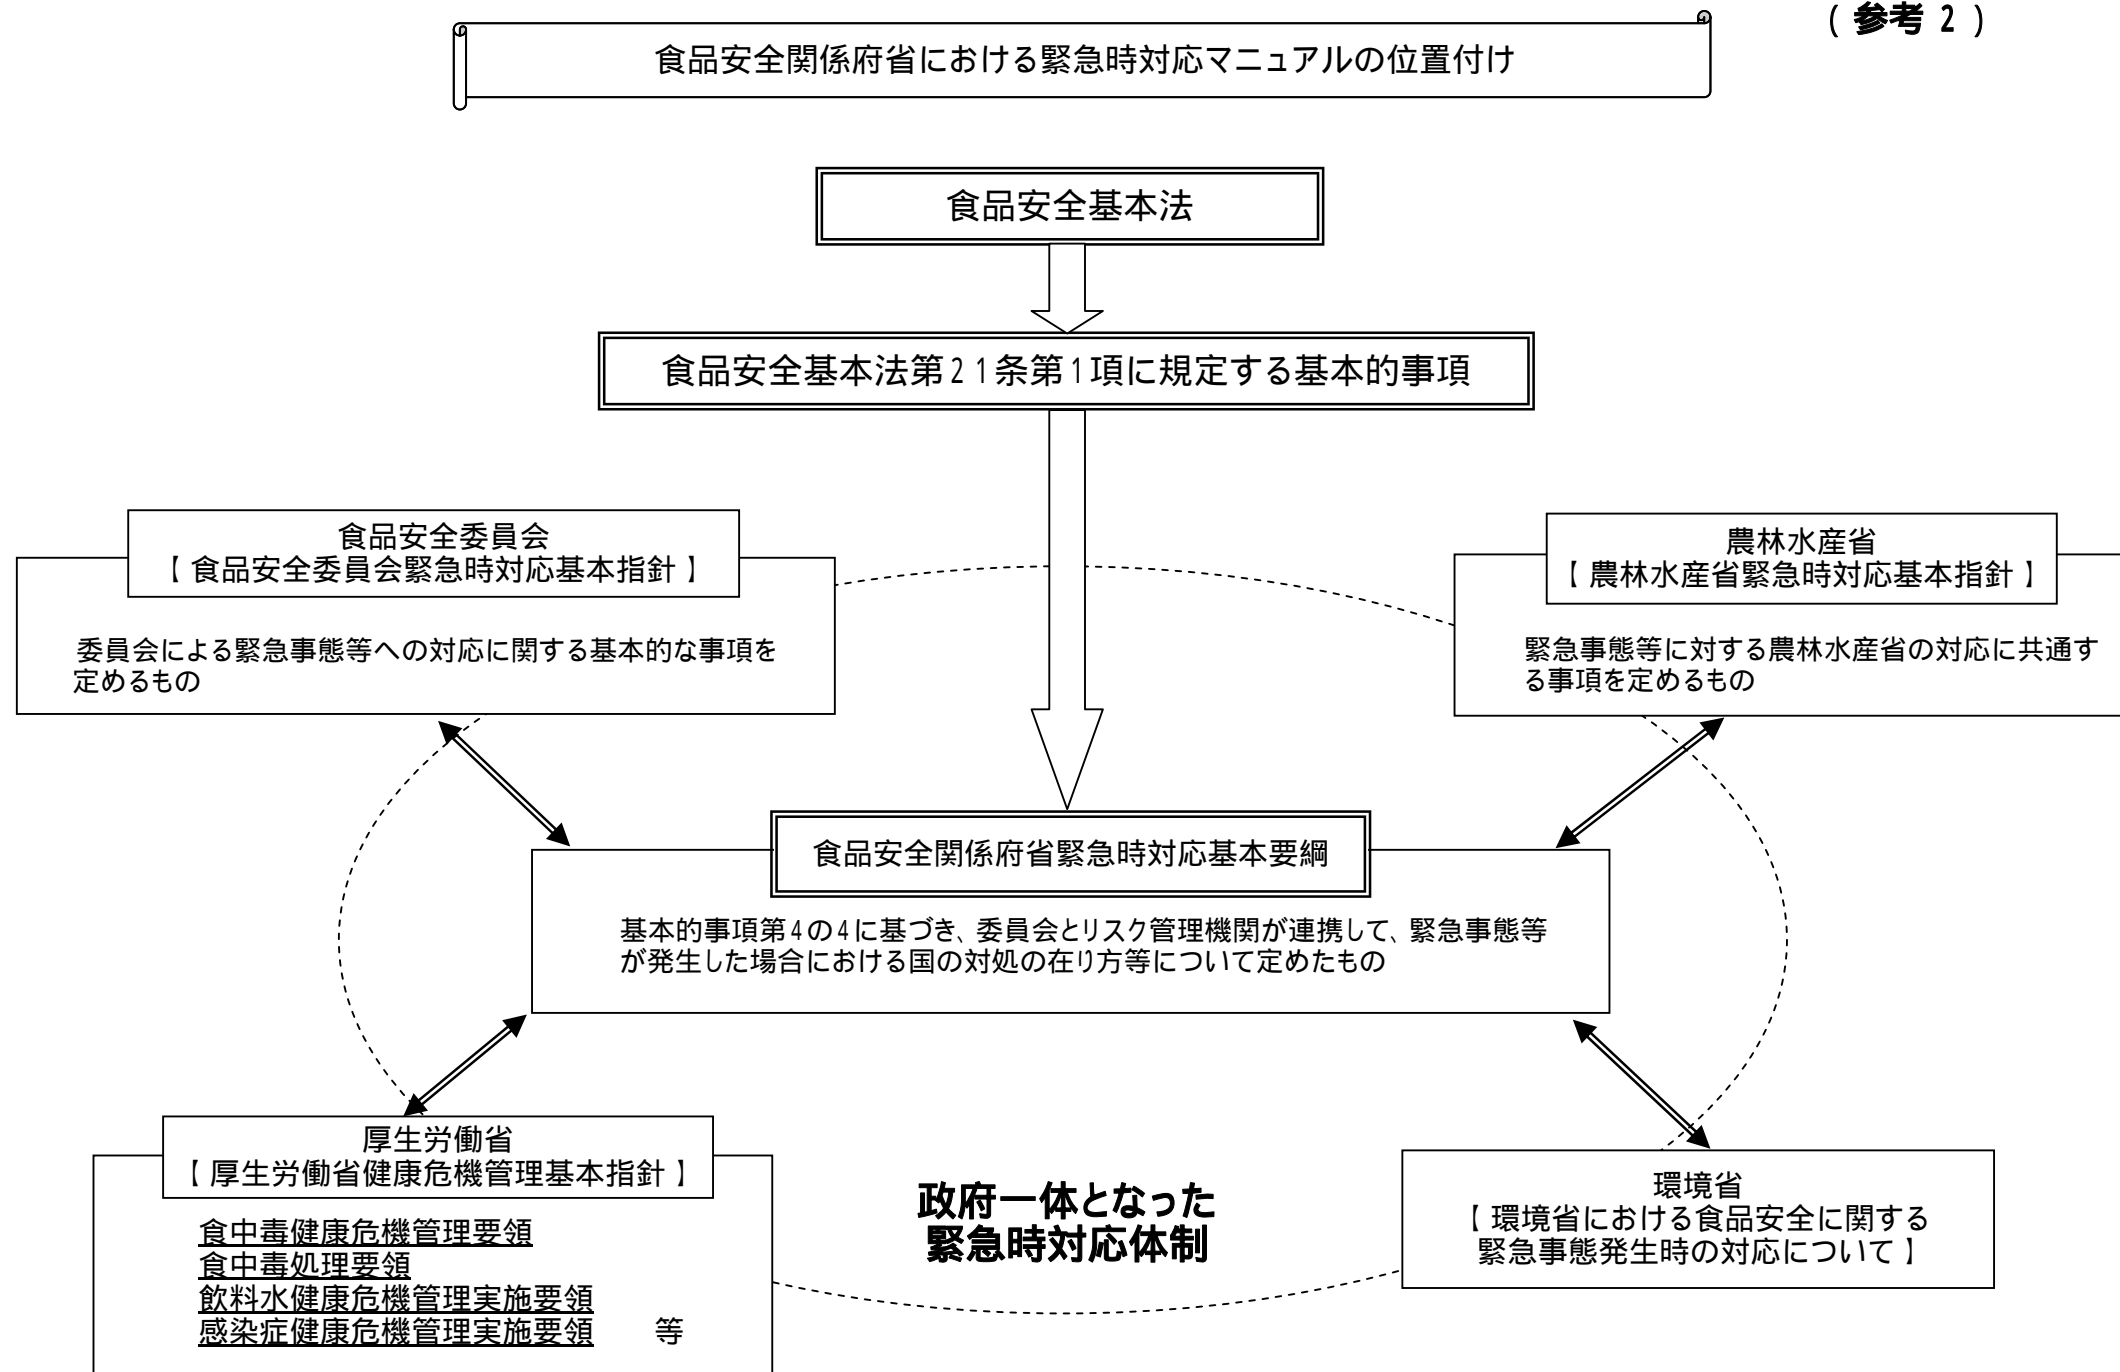 （参考２）
食品安全関係府省における緊急時対応マニュアルの位置付け
食品安全基本法
食品安全基本法第２１条第１項に規定する基本的事項
食品安全委員会
【食品安全委員会緊急時対応基本指針】
委員会による緊急事態等への対応に関する基本的な事項を
定めるもの
農林水産省
【農林水産省緊急時対応基本指針】
緊急事態等に対する農林水産省の対応に共通す
る事項を定めるもの
食品安全関係府省緊急時対応基本要綱
基本的事項第４の４に基づき、委員会とリスク管理機関が連携して、緊急事態等
が発生した場合における国の対処の在り方等について定めたもの
厚生労働省
【厚生労働省健康危機管理基本指針】
食中毒健康危機管理要領
食中毒処理要領
飲料水健康危機管理実施要領
感染症健康危機管理実施要領　　等
政府一体となった
緊急時対応体制
環境省
【環境省における食品安全に関する
緊急事態発生時の対応について】